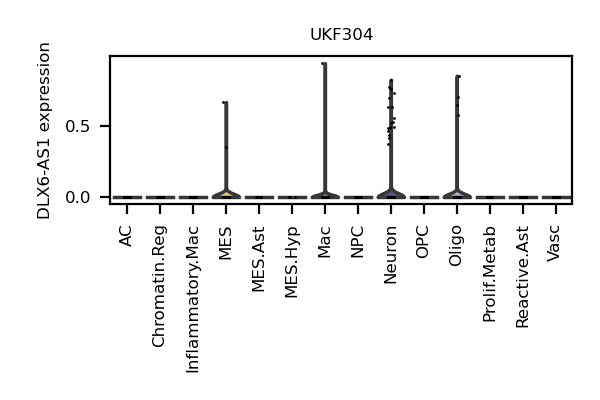 UKF304
DLX6-AS1 expression
0.5
0.0
AC
Chromatin.Reg
Inflammatory.Mac
MES
MES.Ast
MES.Hyp
Mac
NPC
Neuron
OPC
Oligo
Prolif.Metab
Reactive.Ast
Vasc